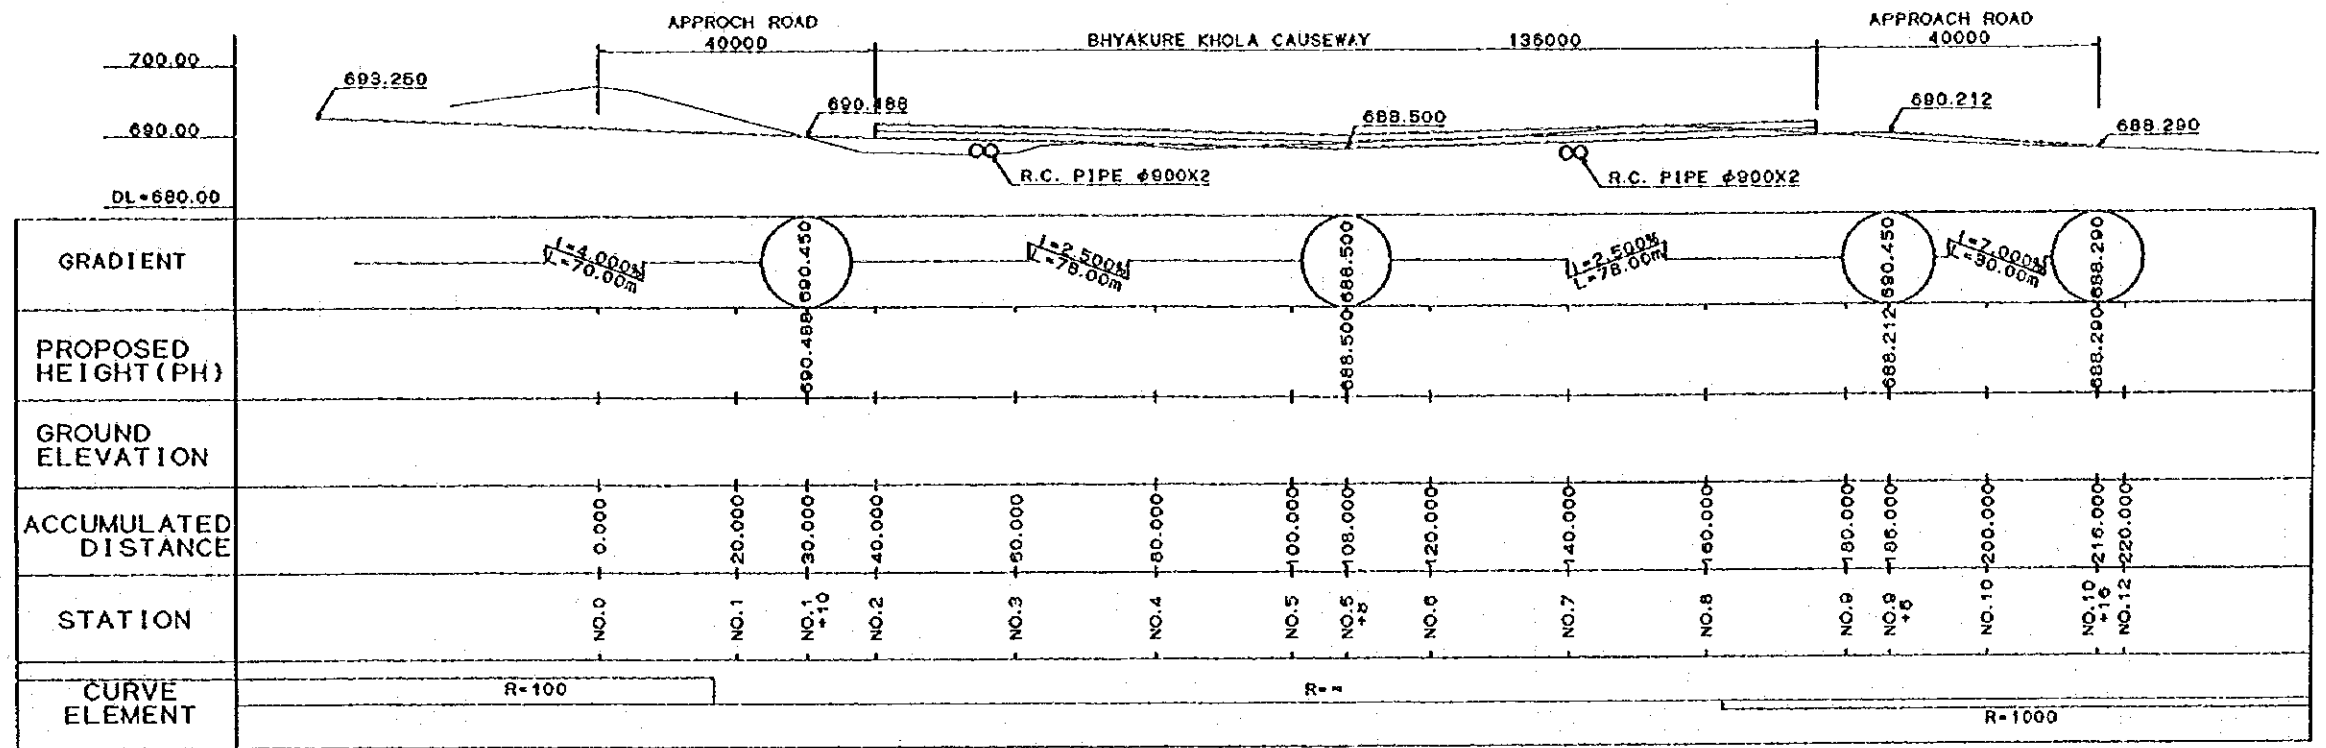 APPROCH ROAD
40000
BHYAKURE KHOLA CAUSEWAY 136000
APPROACH ROAD
40000
700.00
693.250
690.488
688.500
690.212
688.290
690.00
R.C. PIPE φ900X2
R.C. PIPE φ900X2
DL=680.00
GRADIENT
i=4.000%
L=70.00m
690.450
i=2.500%
L=78.00m
688.500
i=2.500%
L=78.00m
690.450
i=7.000%
L=30.00m
688.290
PROPOSED
HEIGHT(PH)
690.488
688.500
688.212
688.290
GROUND
ELEVATION
ACCUMULATED
DISTANCE
0.000
20.000
30.000
40.000
60.000
80.000
100.000
108.000
120.000
140.000
160.000
180.000
186.000
200.000
216.000
220.000
STATION
NO.0
NO.1
NO.1
+10
NO.2
NO.3
NO.4
NO.5
NO.5
+8
NO.6
NO.7
NO.8
NO.9
NO.9
+6
NO.10
NO.10
+16
NO.12
CURVE
ELEMENT
R=100
R=∞
R=1000